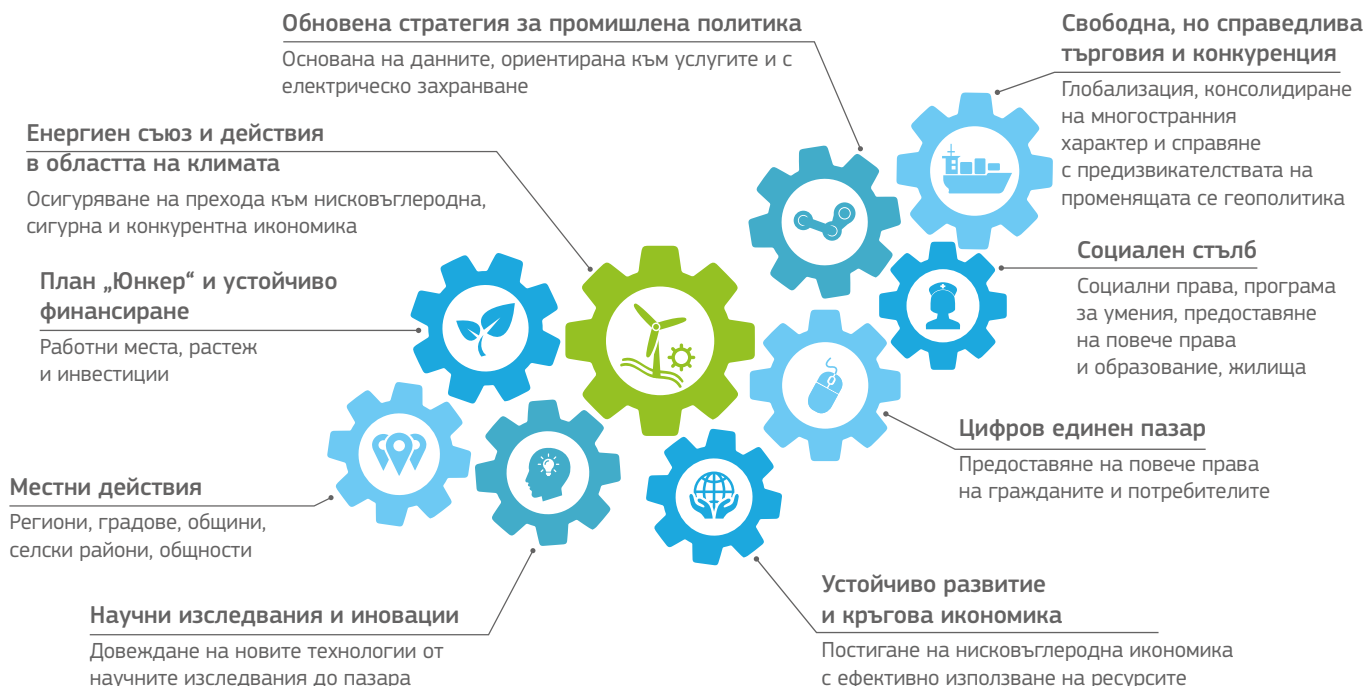 Обновена стратегия за промишлена политика
Основана на данните, ориентирана към услугите и с
електрическо захранване
Свободна, но справедлива
търговия и конкуренция
Глобализация, консолидиране
на многостранния
характер и справяне
с предизвикателствата на
променящата се геополитика
Енергиен съюз и действия
в областта на климата
Осигуряване на прехода към нисковъглеродна,
сигурна и конкурентна икономика
План „Юнкер“ и устойчиво
финансиране
Работни места, растеж
и инвестиции
Социален стълб
Социални права, програма
за умения, предоставяне
на повече права
и образование, жилища
Цифров единен пазар
Предоставяне на повече права
на гражданите и потребителите
Местни действия
Региони, градове, общини,
селски райони, общности
Научни изследвания и иновации
Довеждане на новите технологии от
научните изследвания до пазара
Устойчиво развитие
и кръгова икономика
Постигане на нисковъглеродна икономика
с ефективно използване на ресурсите